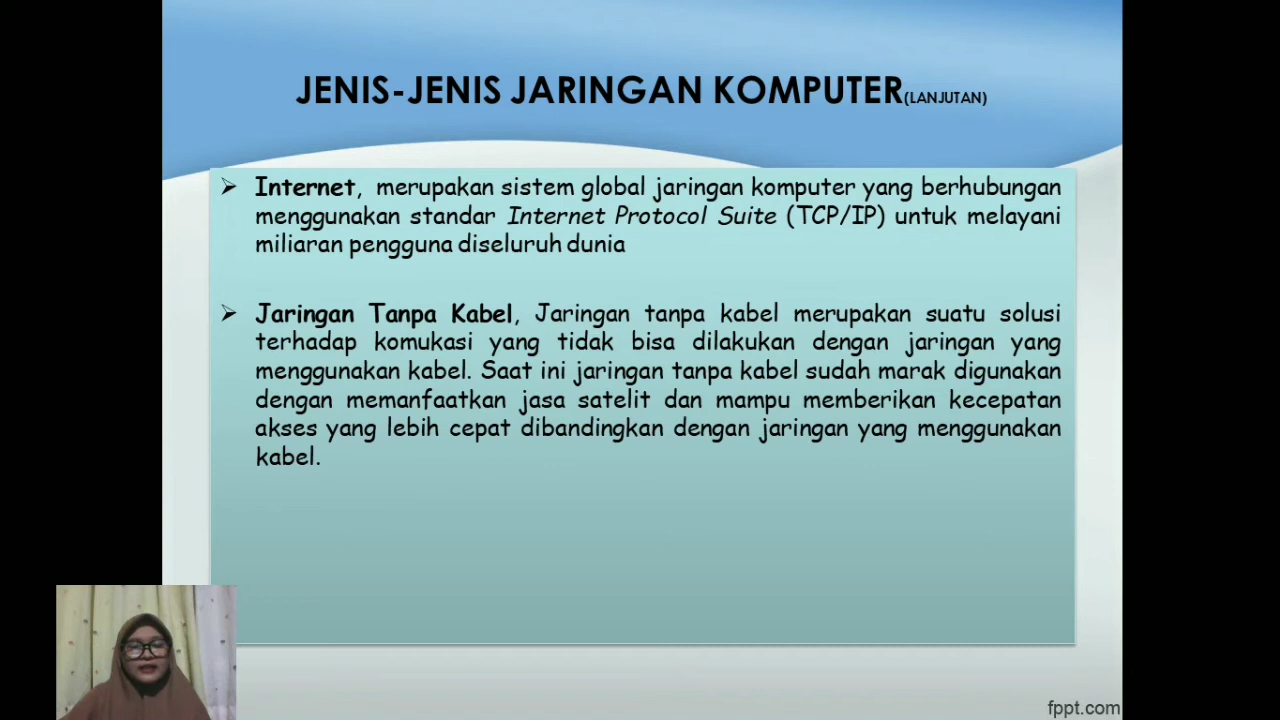 JENIS-JENIS JARINGAN KOMPUTER(LANJUTAN)
➢ Internet, merupakan sistem global jaringan komputer yang berhubungan
menggunakan standar Internet Protocol Suite (TCP/IP) untuk melayani
miliaran pengguna diseluruh dunia
➢ Jaringan Tanpa Kabel, Jaringan tanpa kabel merupakan suatu solusi
terhadap komukasi yang tidak bisa dilakukan dengan jaringan yang
menggunakan kabel. Saat ini jaringan tanpa kabel sudah marak digunakan
dengan memanfaatkan jasa satelit dan mampu memberikan kecepatan
akses yang lebih cepat dibandingkan dengan jaringan yang menggunakan
kabel.
fppt.com